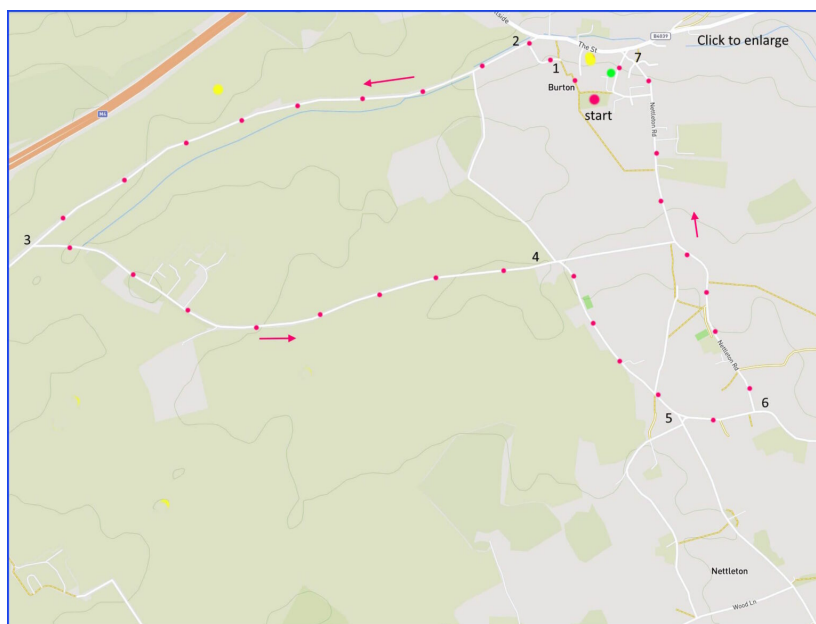 B4039
Click to enlarge
The St
2
7
1
Burton
start
M4
Nettleton Rd
3
4
Nettleton Rd
6
5
Nettleton
Wood Ln